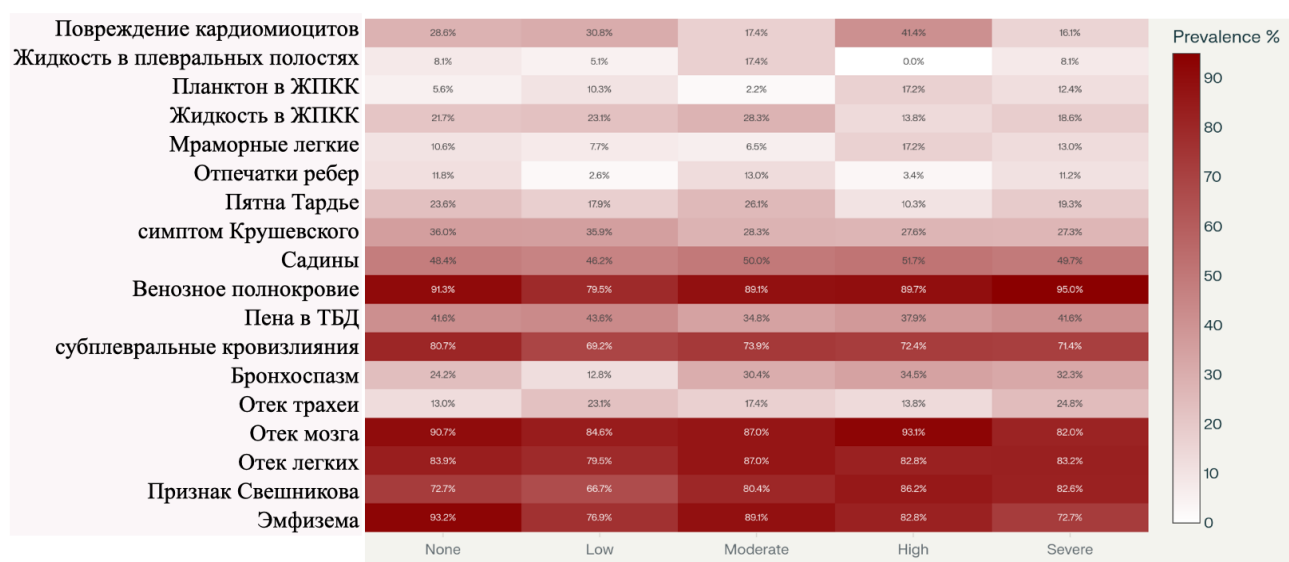 Prevalence %
Повреждение кардиомиоцитов 28.6% 30.8% 17.4% 41.4% 16.1%
Жидкость в плевральных полостях 8.1% 5.1% 17.4% 0.0% 8.1%
Планктон в ЖПКК 5.6% 10.3% 2.2% 17.2% 12.4%
Жидкость в ЖПКК 21.7% 23.1% 28.3% 13.8% 18.6%
Мраморные легкие 10.6% 7.7% 6.5% 17.2% 13.0%
Отпечатки ребер 11.8% 2.6% 13.0% 3.4% 11.2%
Пятна Тардье 23.6% 17.9% 26.1% 10.3% 19.3%
симптом Крушевского 36.0% 35.9% 28.3% 27.6% 27.3%
Садины 48.4% 46.2% 50.0% 51.7% 49.7%
Венозное полнокровие 91.3% 79.5% 89.1% 89.7% 95.0%
Пена в ТБД 41.6% 43.6% 34.8% 37.9% 41.6%
субплевральные кровизлияния 80.7% 69.2% 73.9% 72.4% 71.4%
Бронхоспазм 24.2% 12.8% 30.4% 34.5% 32.3%
Отек трахеи 13.0% 23.1% 17.4% 13.8% 24.8%
Отек мозга 90.7% 84.6% 87.0% 93.1% 82.0%
Отек легких 83.9% 79.5% 87.0% 82.8% 83.2%
Признак Свешникова 72.7% 66.7% 80.4% 86.2% 82.6%
Эмфизема 93.2% 76.9% 89.1% 82.8% 72.7%
None Low Moderate High Severe
90
80
70
60
50
40
30
20
10
0